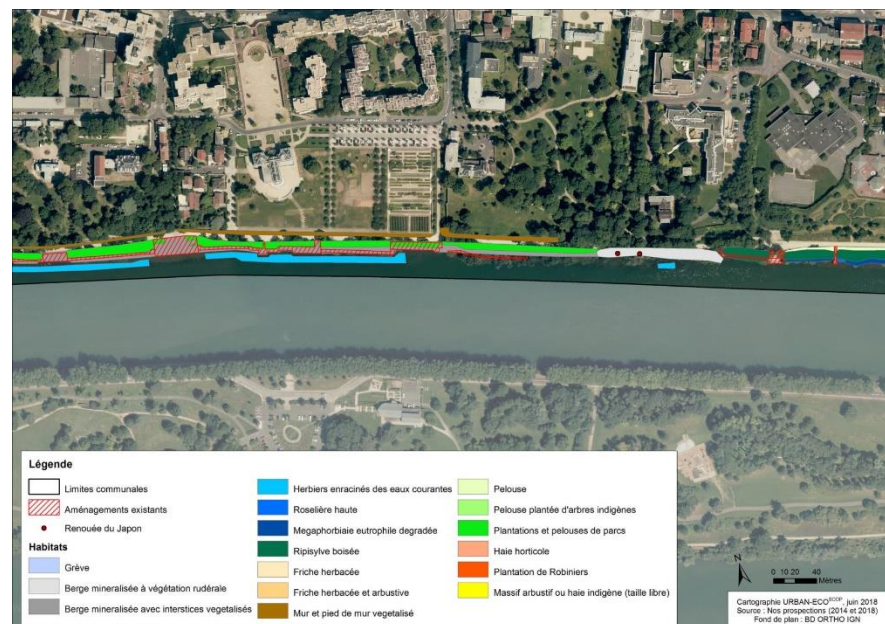 Légende
Limites communales
Aménagements existants
Renouée du Japon
Habitats
Grève
Berge mineralisée à végétation rudérale
Berge mineralisée avec interstices vegetalisés
Herbiers enracinés des eaux courantes
Roselière haute
Megaphorbiaie eutrophile degradée
Ripisylve boisée
Friche herbacée
Friche herbacée et arbustive
Mur et pied de mur vegetalisé
Pelouse
Pelouse plantée d'arbres indigènes
Plantations et pelouses de parcs
Haie horticole
Plantation de Robiniers
Massif arbustif ou haie indigène (taille libre)
N
0 10 20 40
Mètres
Cartographie URBAN-ECO SCOP, juin 2018
Source : Nos prospections (2014 et 2018)
Fond de plan : BD ORTHO IGN